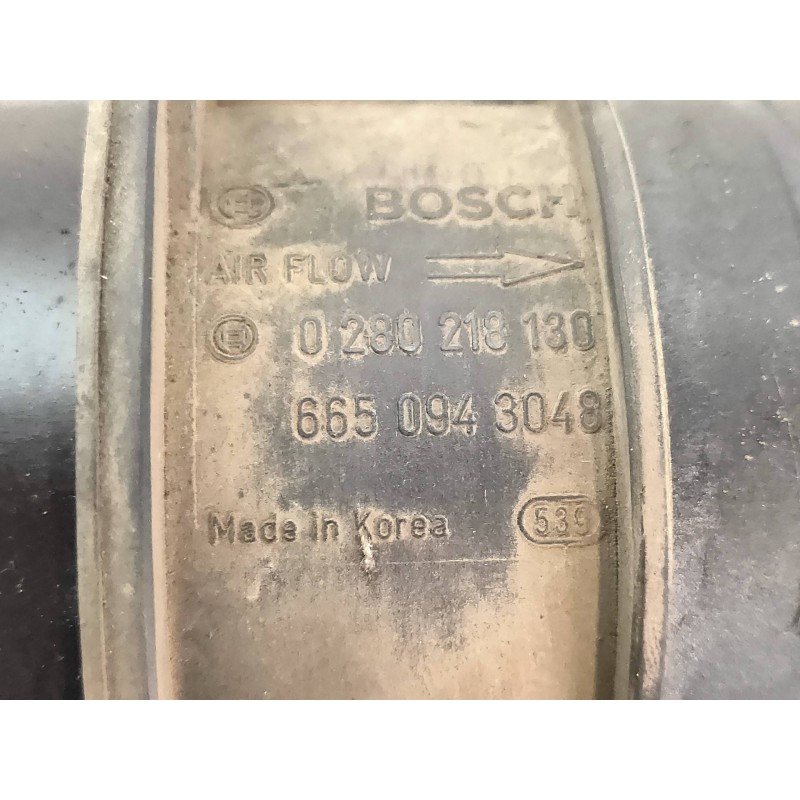 BOSCH
AIR FLOW
0 280 218 130
665 094 3048
Made in Korea 539